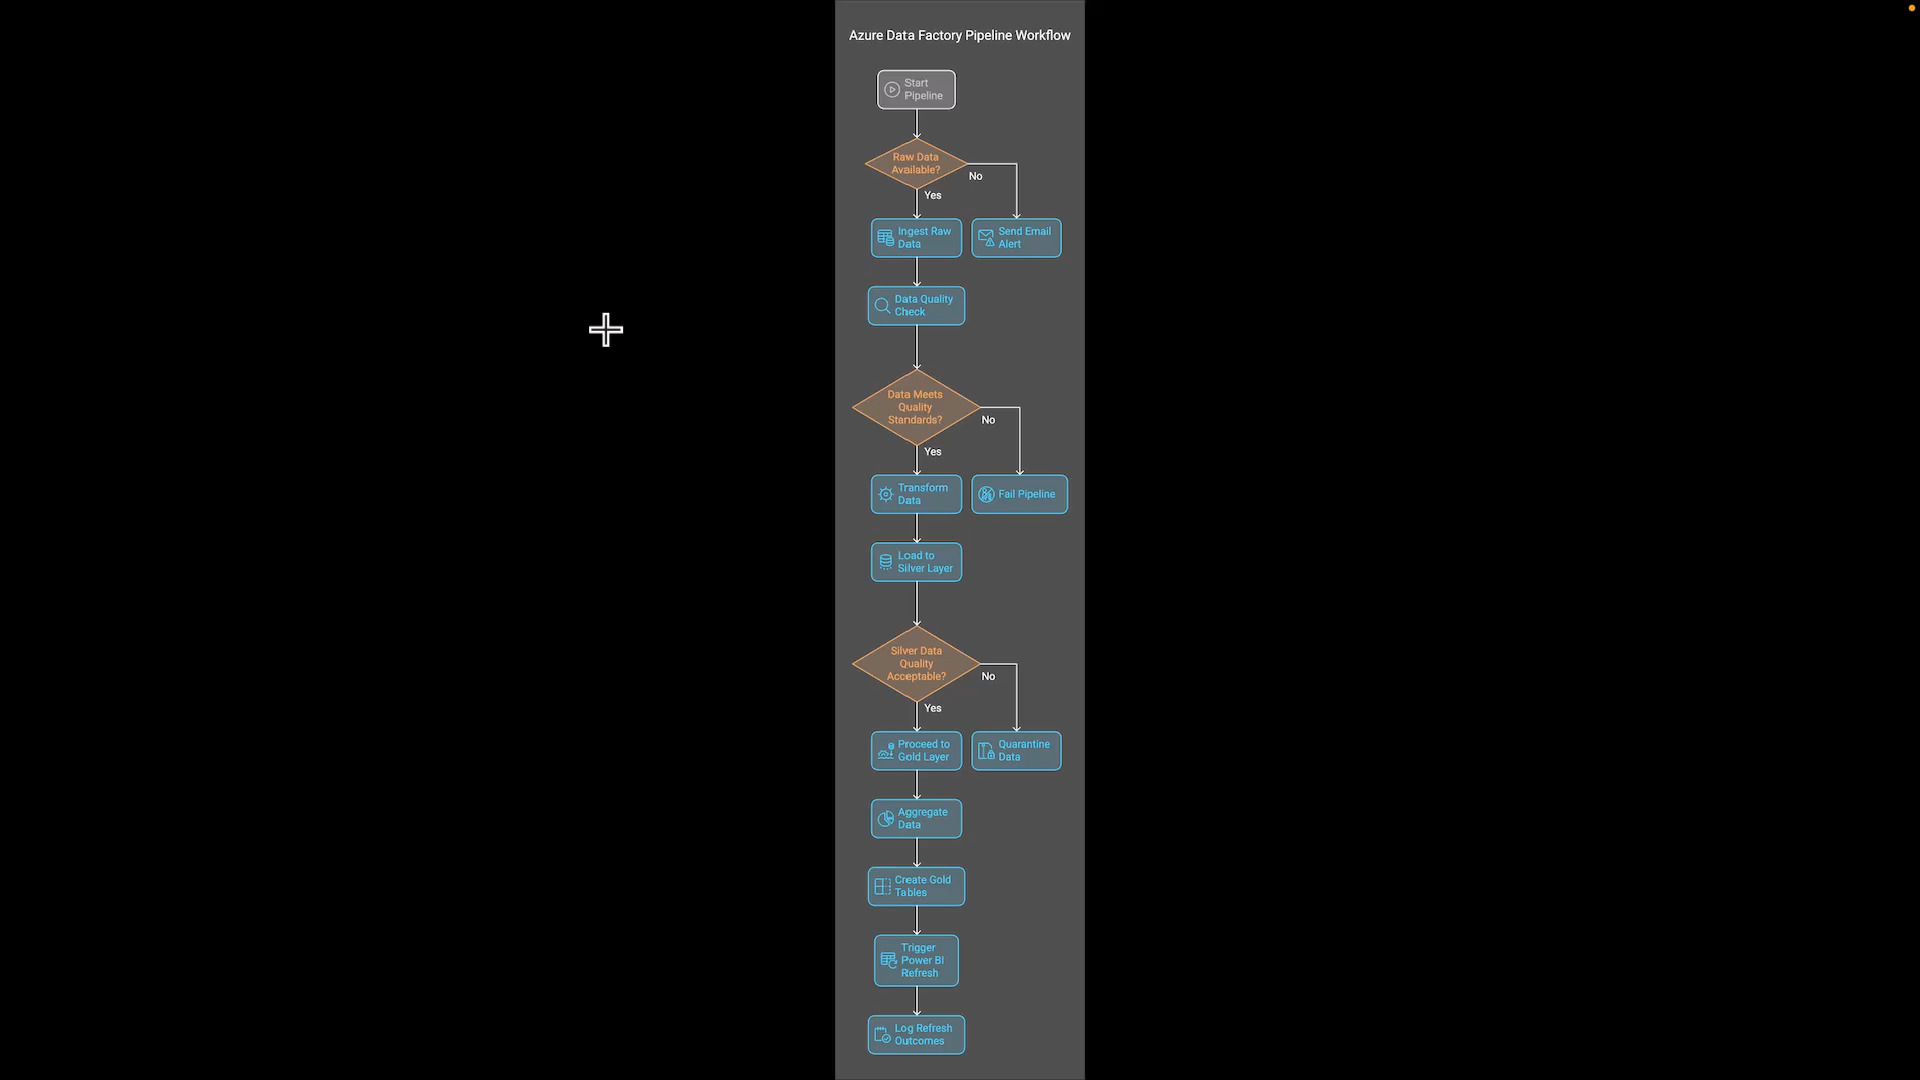 Azure Data Factory Pipeline Workflow
Start
Pipeline
Raw Data
Available?
No
Yes
Ingest Raw
Data
Send Email
Alert
Data Quality
Check
Data Meets
Quality
Standards?
No
Yes
Transform
Data
Fail Pipeline
Load to
Silver Layer
Silver Data
Quality
Acceptable?
No
Yes
Proceed to
Gold Layer
Quarantine
Data
Aggregate
Data
Create Gold
Tables
Trigger
Power BI
Refresh
Log Refresh
Outcomes